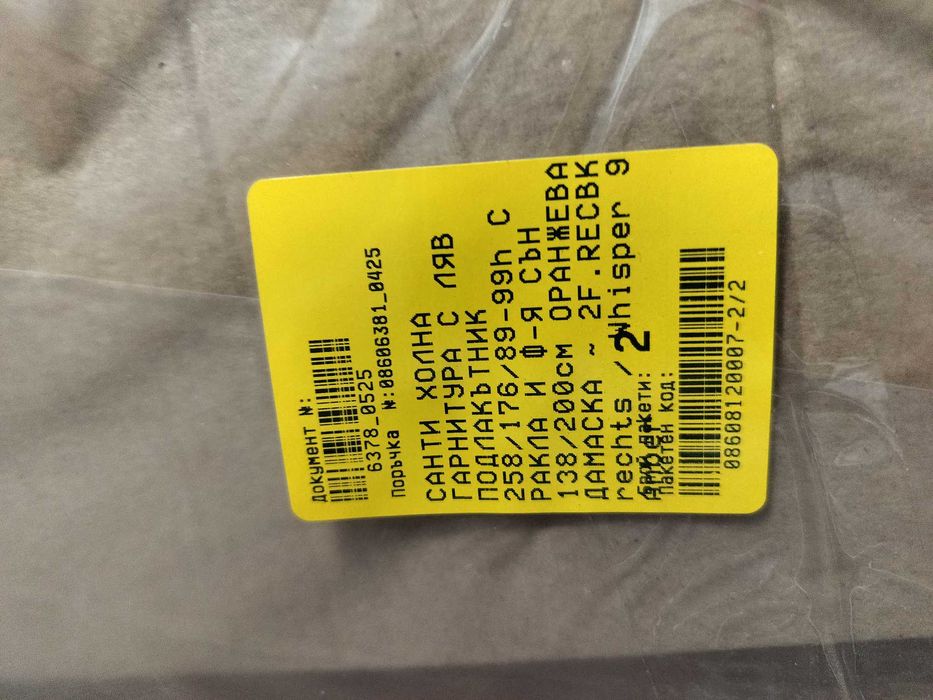 Документ №:
6378_0525
Поръчка №:08606381_0425
САНТИ ХОЛНА
ГАРНИТУРА С ЛЯВ
ПОДЛАКЪТНИК
258/176/89-99h С
РАКЛА И Ф-Я СЪН
138/200см ОРАНЖЕВА
ДАМАСКА ~ 2F.RECBK
rechts / Whisper 9
Брой пакети: 2
Пакетен код:
08608120007-2/2